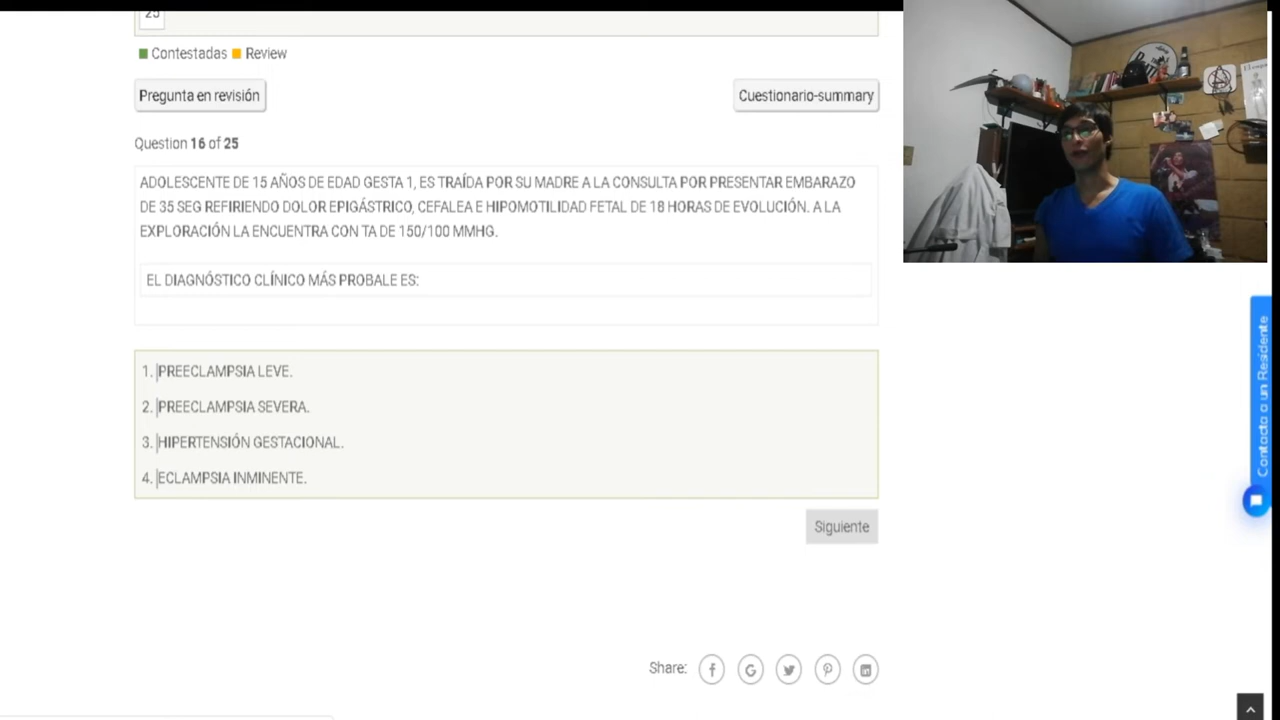 25
Contestadas Review
Pregunta en revisión
Cuestionario-summary
Question 16 of 25
ADOLESCENTE DE 15 AÑOS DE EDAD GESTA 1, ES TRAÍDA POR SU MADRE A LA CONSULTA POR PRESENTAR EMBARAZO
DE 35 SEG REFIRIENDO DOLOR EPIGÁSTRICO, CEFALEA E HIPOMOTILIDAD FETAL DE 18 HORAS DE EVOLUCIÓN. A LA
EXPLORACIÓN LA ENCUENTRA CON TA DE 150/100 MMHG.
EL DIAGNÓSTICO CLÍNICO MÁS PROBALE ES:
1. PREECLAMPSIA LEVE.
2. PREECLAMPSIA SEVERA.
3. HIPERTENSIÓN GESTACIONAL.
4. ECLAMPSIA INMINENTE.
Siguiente
Share:
Contacta a un Residente